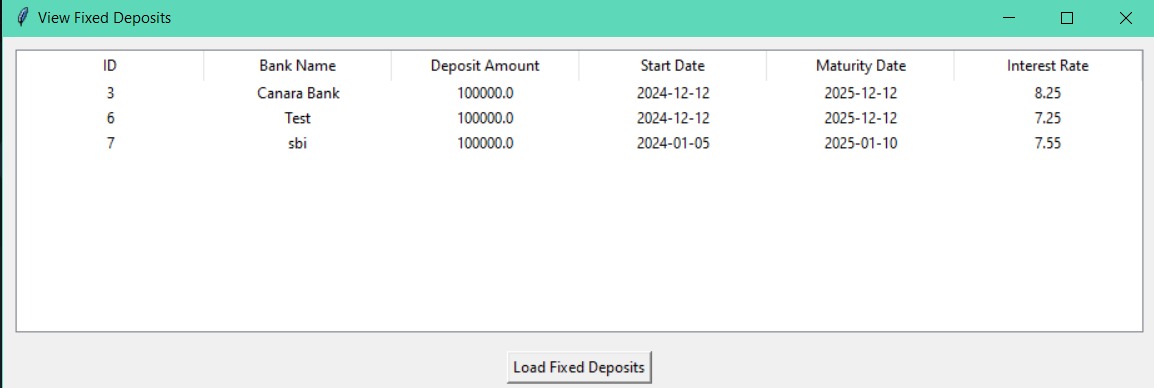 View Fixed Deposits
ID Bank Name Deposit Amount Start Date Maturity Date Interest Rate
3 Canara Bank 100000.0 2024-12-12 2025-12-12 8.25
6 Test 100000.0 2024-12-12 2025-12-12 7.25
7 sbi 100000.0 2024-01-05 2025-01-10 7.55
Load Fixed Deposits